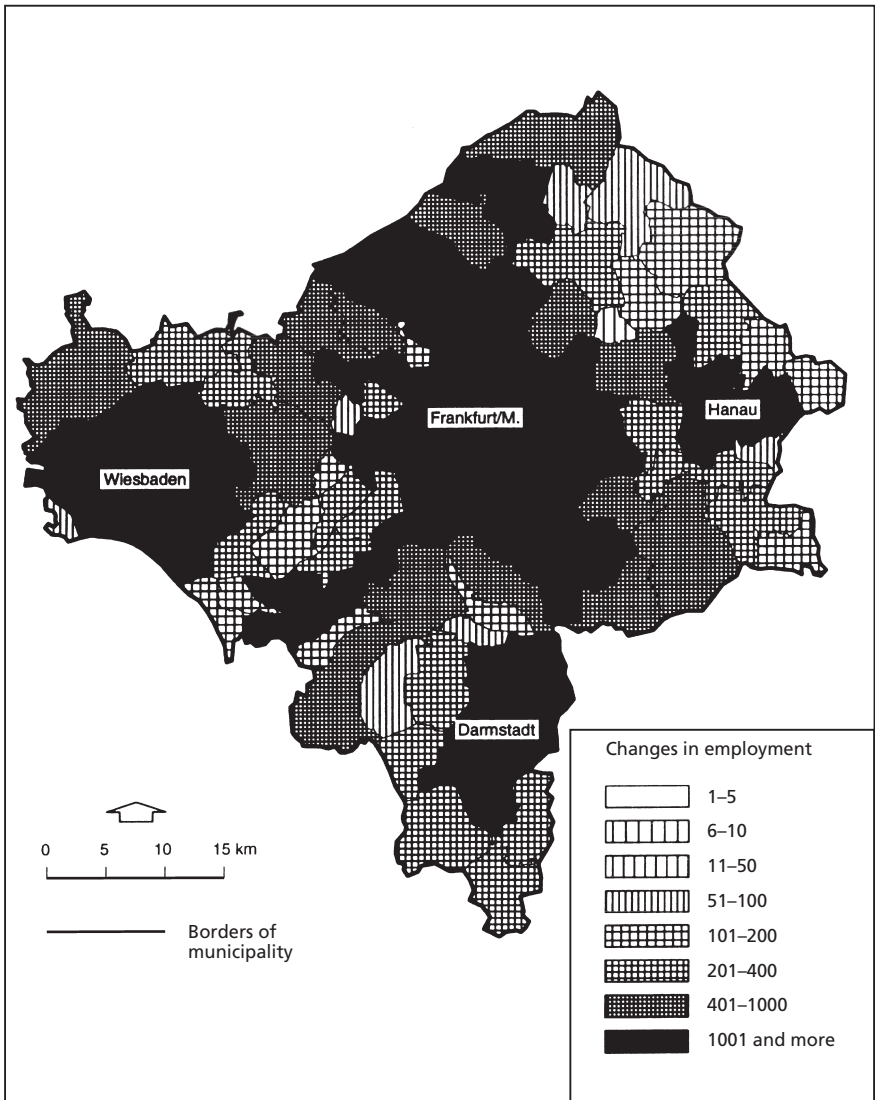 Frankfurt/M.
Hanau
Wiesbaden
Darmstadt
Changes in employment
1–5
6–10
11–50
51–100
101–200
201–400
401–1000
1001 and more
0 5 10 15 km
Borders of
municipality